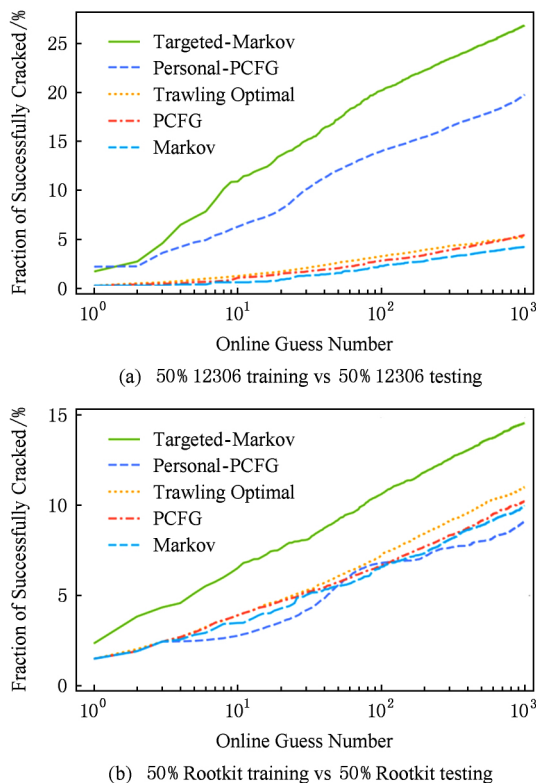 25
20
15
10
5
0
Fraction of Successfully Cracked/%
Targeted-Markov
Personal-PCFG
Trawling Optimal
PCFG
Markov
10⁰ 10¹ 10² 10³
Online Guess Number
(a) 50% 12306 training vs 50% 12306 testing
15
10
5
0
Fraction of Successfully Cracked/%
Targeted-Markov
Personal-PCFG
Trawling Optimal
PCFG
Markov
10⁰ 10¹ 10² 10³
Online Guess Number
(b) 50% Rootkit training vs 50% Rootkit testing